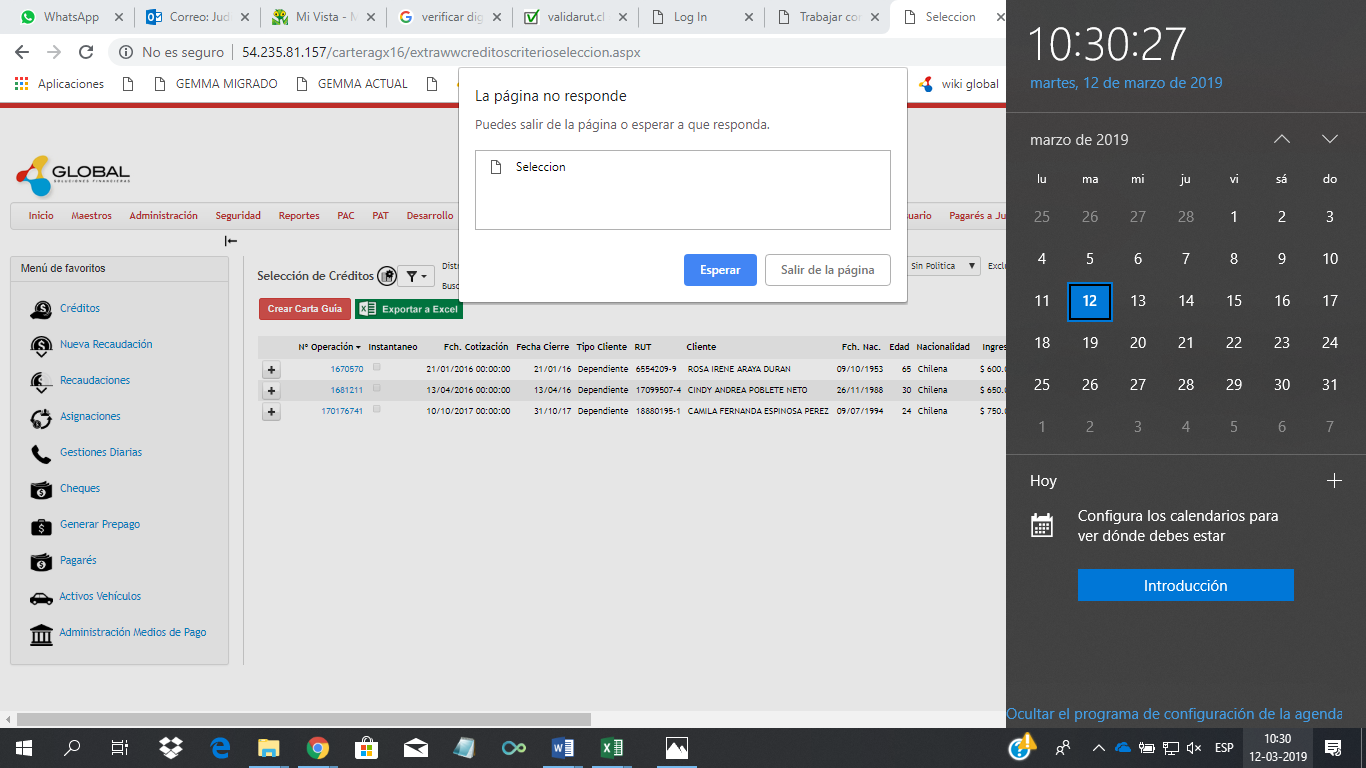 WhatsApp
Correo: Jud
Mi Vista - M
verificar dig
validarut.cl
Log In
Trabajar con
Seleccion
No es seguro
54.235.81.157/carteragx16/extrawwcreditoscriterioseleccion.aspx
Aplicaciones
GEMMA MIGRADO
GEMMA ACTUAL
wiki global
La página no responde
Puedes salir de la página o esperar a que responda.
Seleccion
Esperar
Salir de la página
GLOBAL
SOLUCIONES FINANCIERAS
Inicio
Maestros
Administración
Seguridad
Reportes
PAC
PAT
Desarrollo
uario
Pagarés a Ju
Menú de favoritos
Créditos
Nueva Recaudación
Recaudaciones
Asignaciones
Gestiones Diarias
Cheques
Generar Prepago
Pagarés
Activos Vehículos
Administración Medios de Pago
Selección de Créditos
Distr
Busc
Sin Politica
Exclu
Crear Carta Guía
Exportar a Excel
Nº Operación Instantaneo Fch. Cotización Fecha Cierre Tipo Cliente RUT Cliente Fch. Nac. Edad Nacionalidad Ingres
1670570 21/01/2016 00:00:00 21/01/16 Dependiente 6554209-9 ROSA IRENE ARAYA DURAN 09/10/1953 65 Chilena $ 600.0
1681211 13/04/2016 00:00:00 13/04/16 Dependiente 17099507-4 CINDY ANDREA POBLETE NETO 26/11/1988 30 Chilena $ 650.0
170176741 10/10/2017 00:00:00 31/10/17 Dependiente 18880195-1 CAMILA FERNANDA ESPINOSA PEREZ 09/07/1994 24 Chilena $ 750.0
10:30:27
martes, 12 de marzo de 2019
marzo de 2019
lu ma mi ju vi sá do
25 26 27 28 1 2 3
4 5 6 7 8 9 10
11 12 13 14 15 16 17
18 19 20 21 22 23 24
25 26 27 28 29 30 31
1 2 3 4 5 6 7
Hoy
Configura los calendarios para
ver dónde debes estar
Introducción
Ocultar el programa de configuración de la agenda
ESP
10:30
12-03-2019